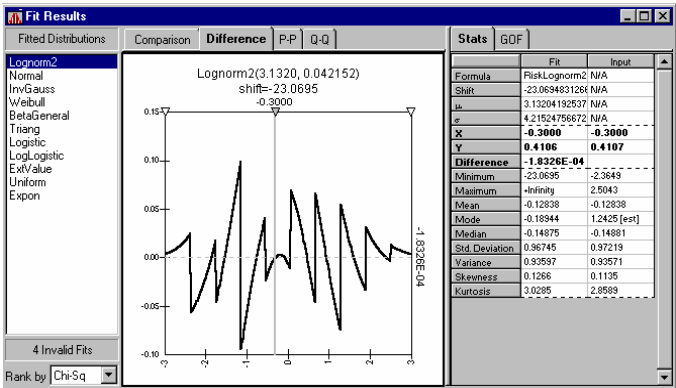 Fit Results
Fitted Distributions
Comparison Difference P-P Q-Q
Stats GOF
Lognorm2
Normal
InvGauss
Weibull
BetaGeneral
Triang
Logistic
LogLogistic
ExtValue
Uniform
Expon
4 Invalid Fits
Rank by Chi-Sq
Lognorm2(3.1320, 0.042152)
shift=-23.0695
-0.3000
0.15
0.10
0.05
0.00
-0.05
-0.10
-3 -2 -1 0 1 2 3
-1.8326E-04
Fit Input
Formula RiskLognorm2 N/A
Shift -23.0694831266 N/A
μ 3.13204192537 N/A
σ 4.21524756672 N/A
X -0.3000 -0.3000
Y 0.4106 0.4107
Difference -1.8326E-04
Minimum -23.0695 -2.3649
Maximum +Infinity 2.5043
Mean -0.12838 -0.12838
Mode -0.18944 1.2425 [est]
Median -0.14875 -0.14881
Std. Deviation 0.96745 0.97219
Variance 0.93597 0.93571
Skewness 0.1266 0.1135
Kurtosis 3.0285 2.8589